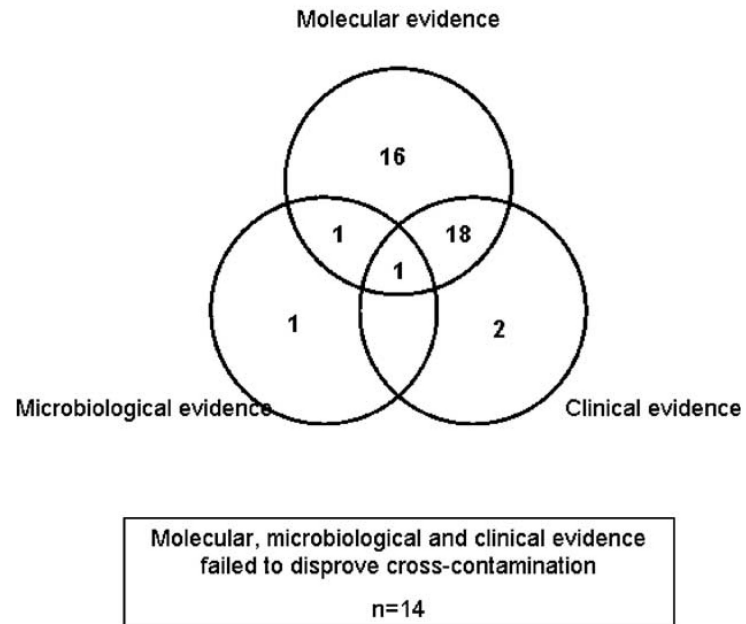 Molecular evidence
16
1
18
1
1
2
Microbiological evidence
Clinical evidence
Molecular, microbiological and clinical evidence
failed to disprove cross-contamination
n=14